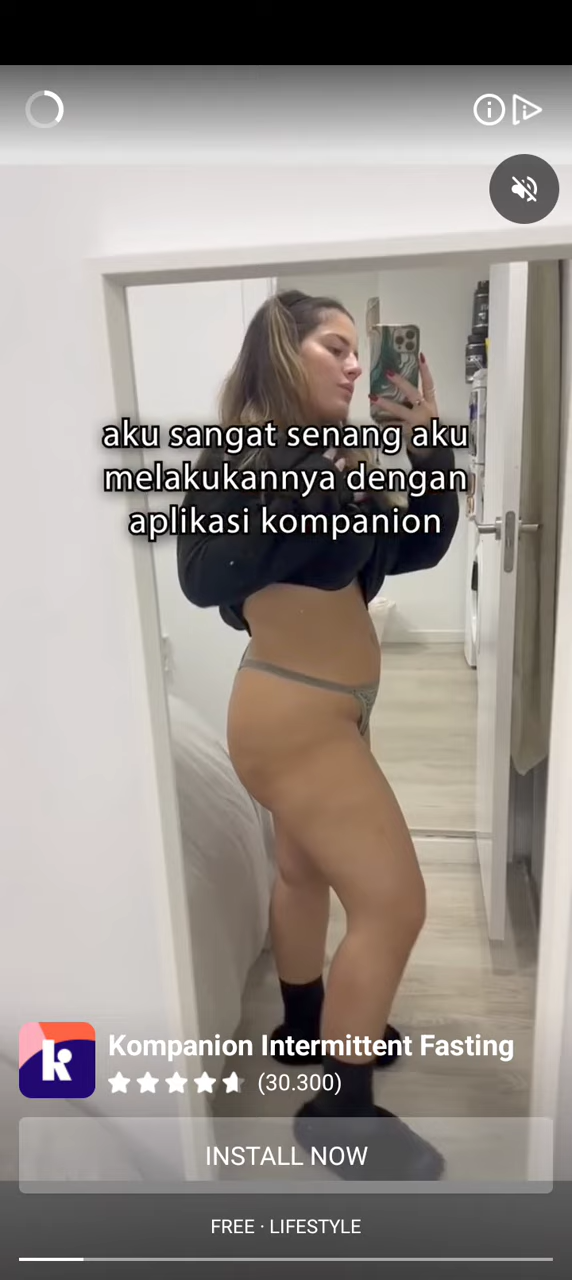 aku sangat senang aku
melakukannya dengan
aplikasi kompanion
Kompanion Intermittent Fasting
(30.300)
INSTALL NOW
FREE · LIFESTYLE